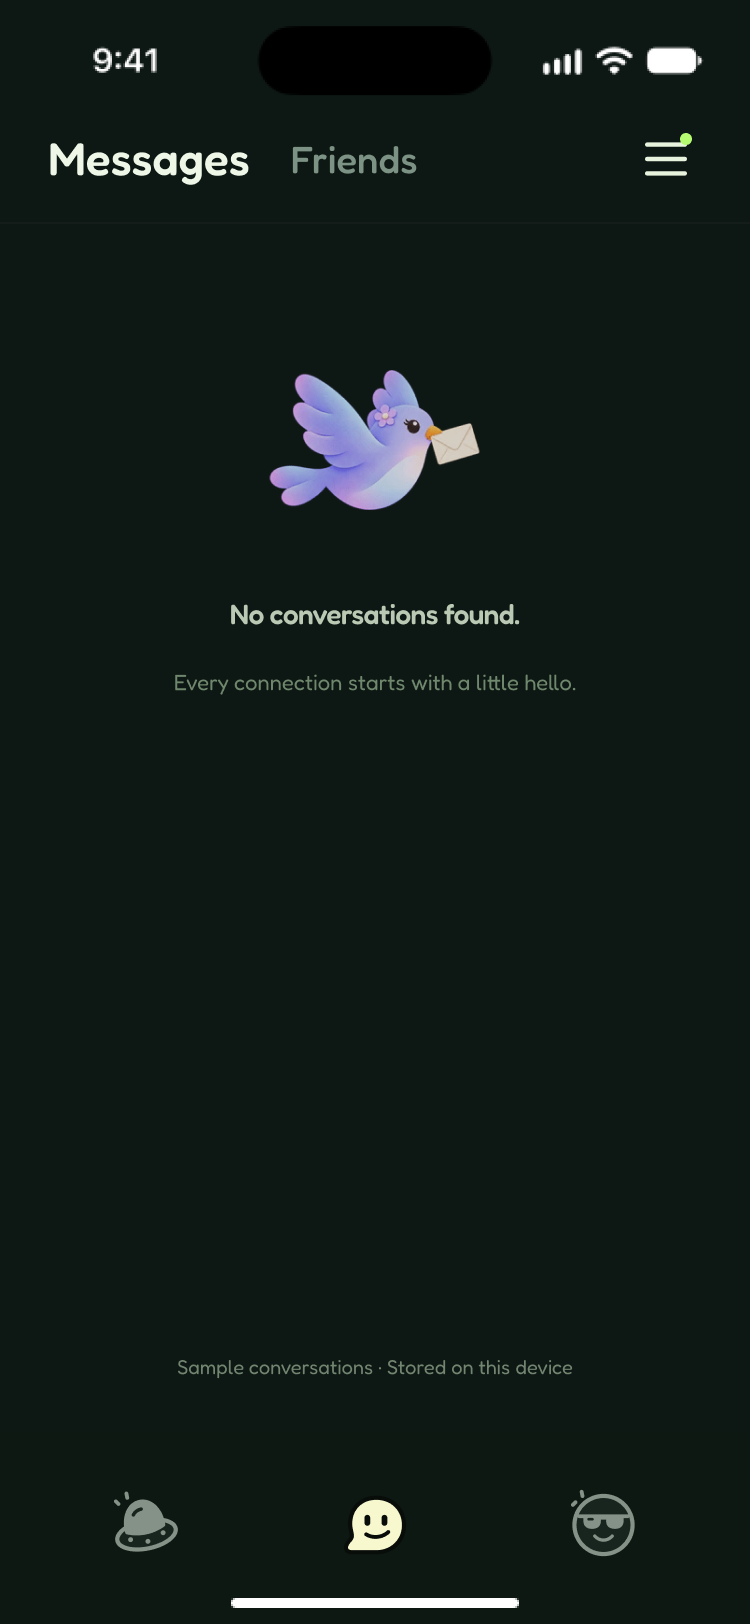 9:41
Messages Friends
No conversations found.
Every connection starts with a little hello.
Sample conversations · Stored on this device